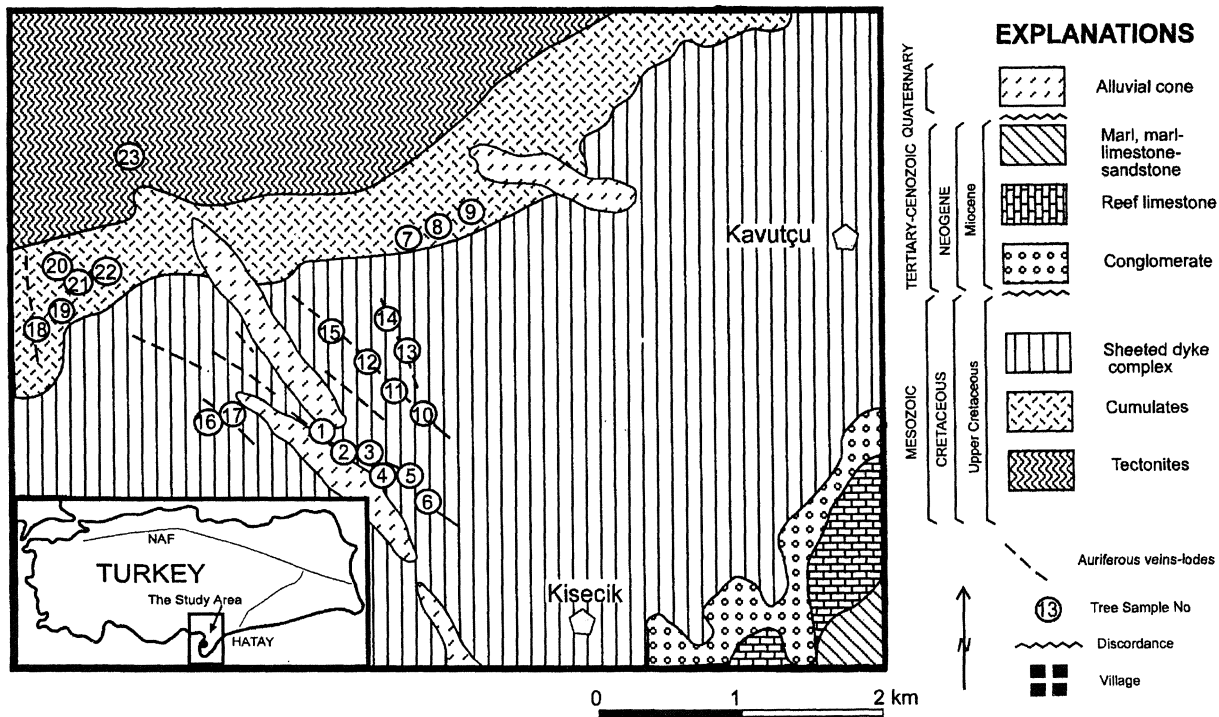 EXPLANATIONS
QUATERNARY
Alluvial cone
TERTIARY-CENOZOIC
NEOGENE
Miocene
Marl, marl-
limestone-
sandstone
Reef limestone
Conglomerate
MESOZOIC
CRETACEOUS
Upper Cretaceous
Sheeted dyke
complex
Cumulates
Tectonites
Auriferous veins-lodes
13
Tree Sample No
Discordance
Village
N
23
9
8
7
Kavutçu
20
22
21
19
18
14
15
13
12
11
10
16
17
1
2
3
4
5
6
Kisecik
NAF
TURKEY
The Study Area
HATAY
0
1
2 km